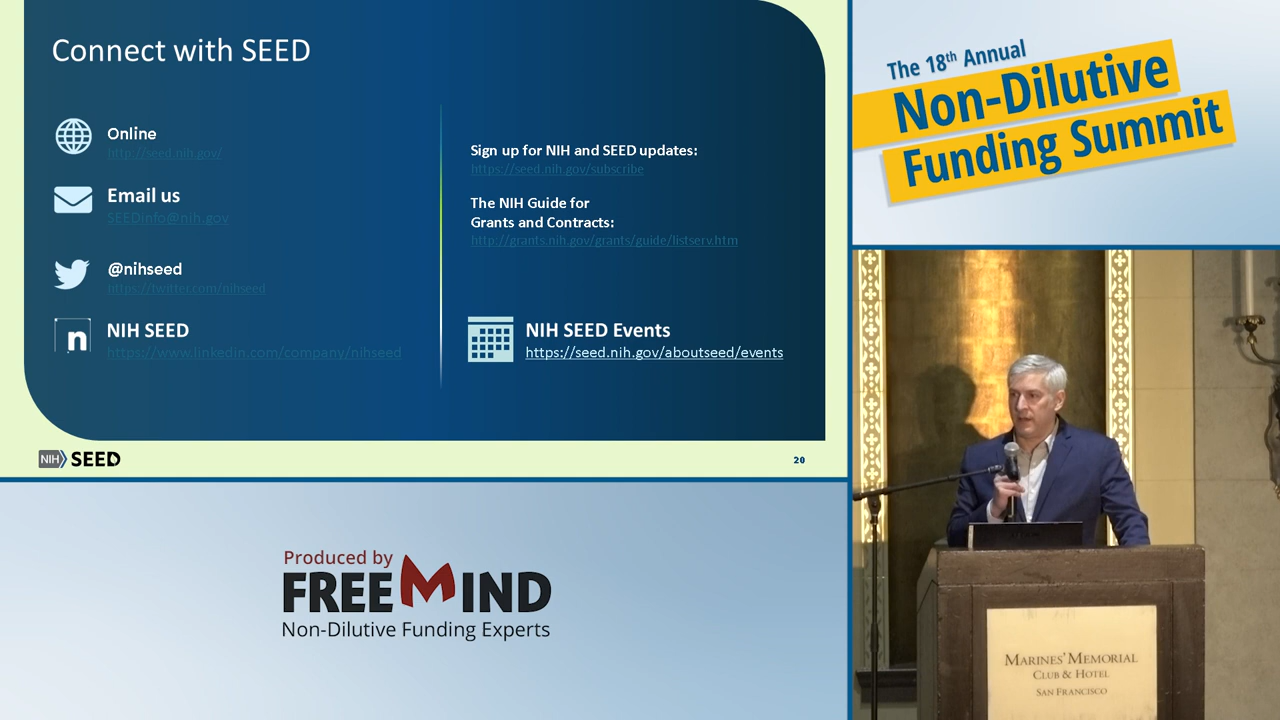 Connect with SEED
Online
http://seed.nih.gov/
Email us
SEEDinfo@nih.gov
@nihseed
https://twitter.com/nihseed
n
NIH SEED
https://www.linkedin.com/company/nihseed
Sign up for NIH and SEED updates:
https://seed.nih.gov/subscribe
The NIH Guide for
Grants and Contracts:
http://grants.nih.gov/grants/guide/listserv.htm
NIH SEED Events
https://seed.nih.gov/aboutseed/events
NIH SEED
20
The 18th Annual
Non-Dilutive
Funding Summit
Produced by
FREEMIND
Non-Dilutive Funding Experts
MARINES' MEMORIAL
CLUB & HOTEL
SAN FRANCISCO